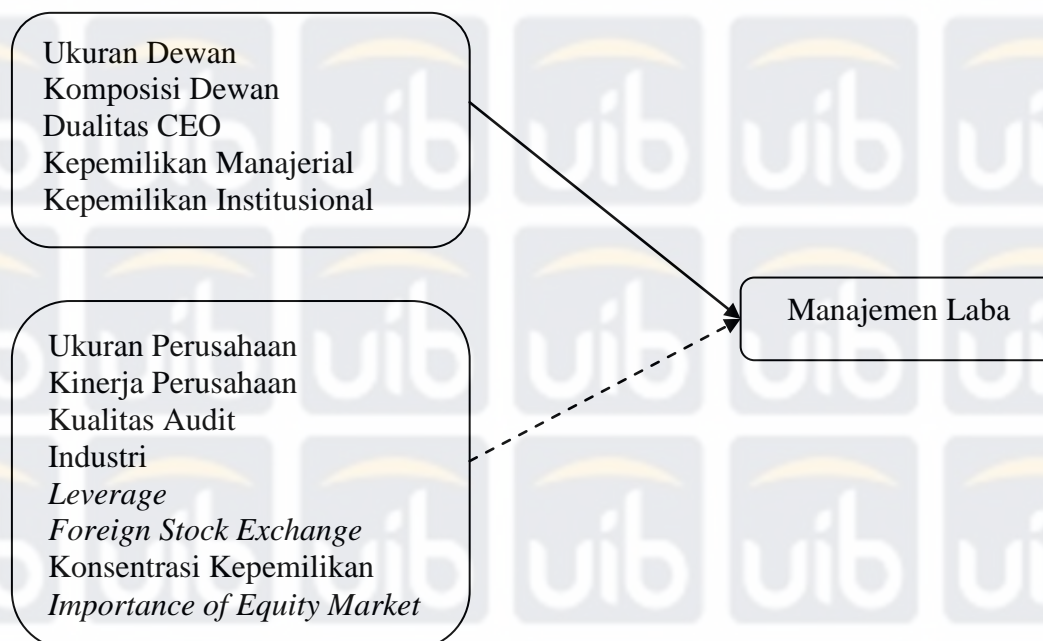 Ukuran Dewan
Komposisi Dewan
Dualitas CEO
Kepemilikan Manajerial
Kepemilikan Institusional
Manajemen Laba
Ukuran Perusahaan
Kinerja Perusahaan
Kualitas Audit
Industri
Leverage
Foreign Stock Exchange
Konsentrasi Kepemilikan
Importance of Equity Market